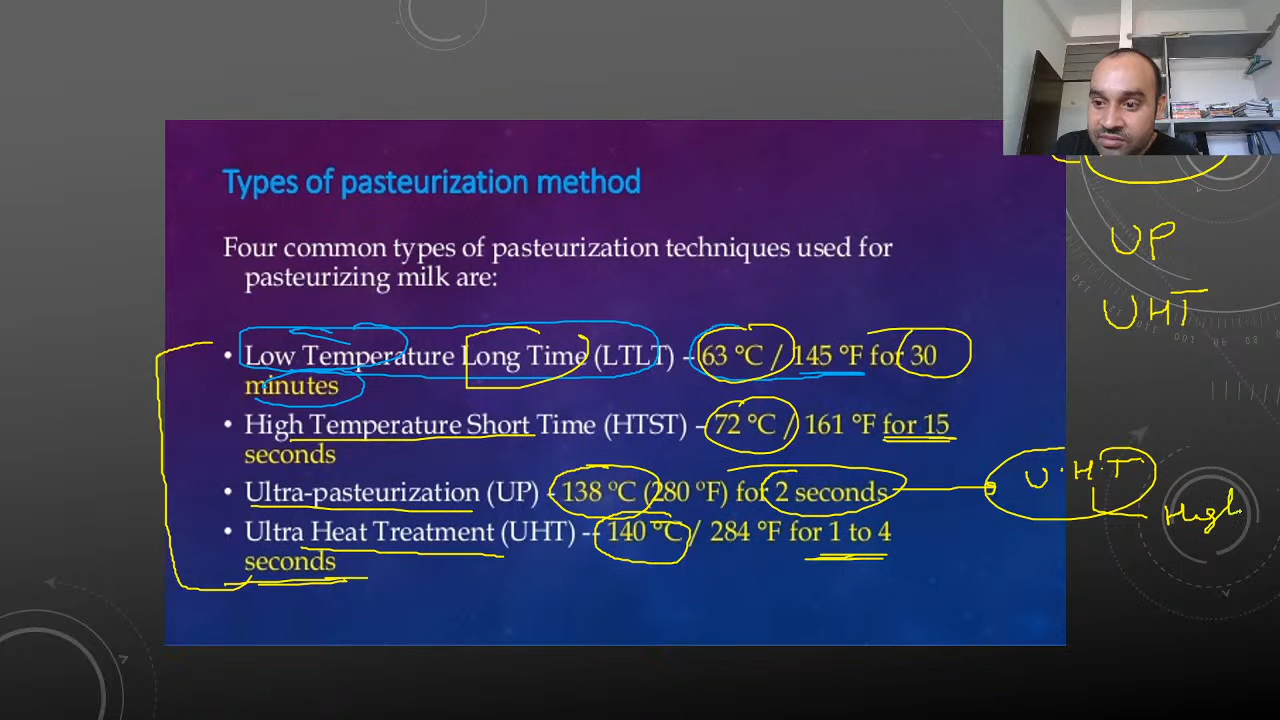 Types of pasteurization method
Four common types of pasteurization techniques used for
pasteurizing milk are:
• Low Temperature Long Time (LTLT) – 63 °C / 145 °F for 30
minutes
• High Temperature Short Time (HTST) – 72 °C / 161 °F for 15
seconds
• Ultra-pasteurization (UP) - 138 °C (280 °F) for 2 seconds
• Ultra Heat Treatment (UHT) -- 140 °C / 284 °F for 1 to 4
seconds
UP
UHT
U.H.T
High